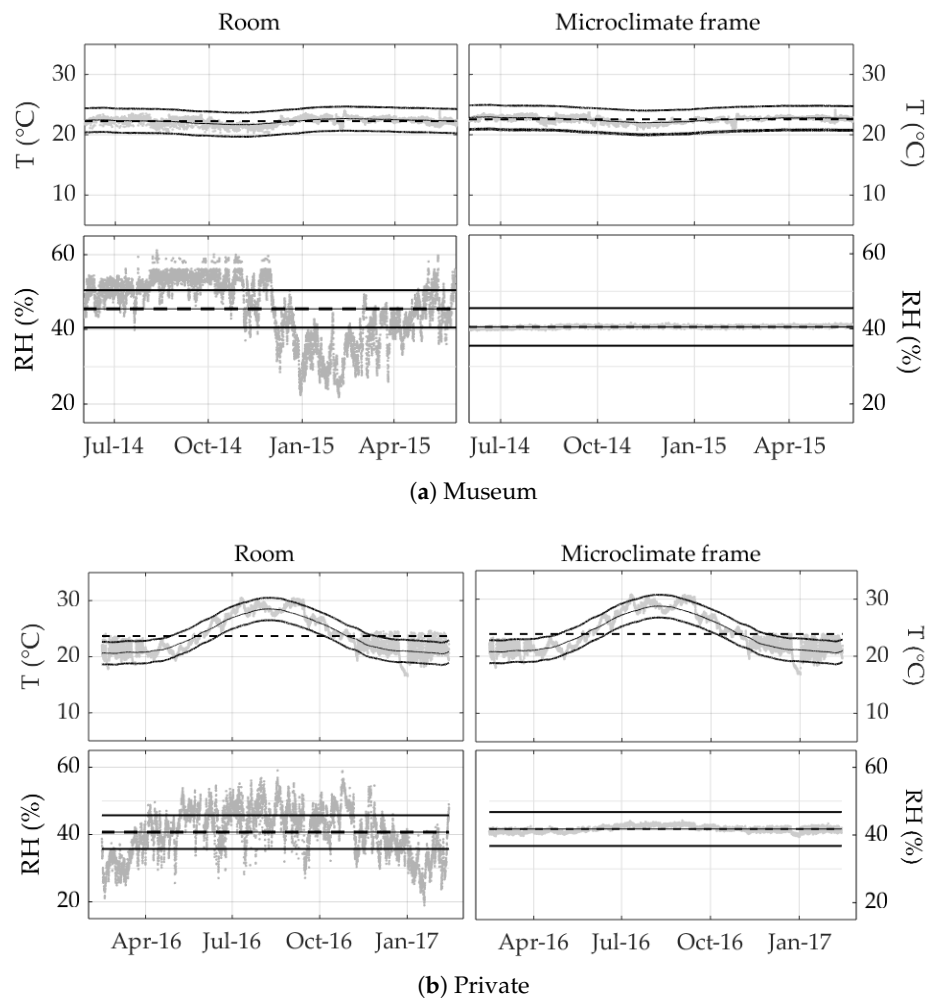 Room Microclimate frame
30 30
T (°C) 20 20 T (°C)
10 10
60 60
RH (%) 40 40 RH (%)
20 20
Jul-14 Oct-14 Jan-15 Apr-15 Jul-14 Oct-14 Jan-15 Apr-15
(a) Museum
Room Microclimate frame
30 30
T (°C) 20 20 T (°C)
10 10
60 60
RH (%) 40 40 RH (%)
20 20
Apr-16 Jul-16 Oct-16 Jan-17 Apr-16 Jul-16 Oct-16 Jan-17
(b) Private